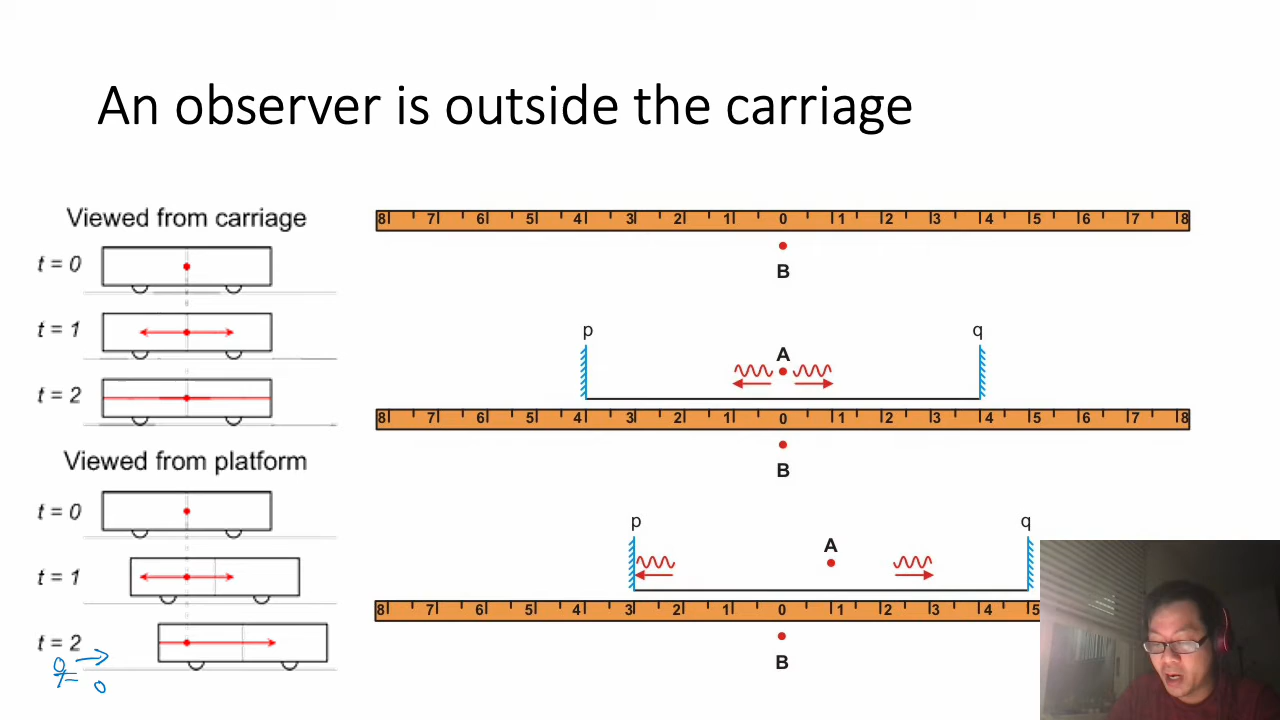 An observer is outside the carriage
Viewed from carriage
t = 0
t = 1
t = 2
Viewed from platform
t = 0
t = 1
t = 2
8 7 6 5 4 3 2 1 0 1 2 3 4 5 6 7 8
B
p q
A
8 7 6 5 4 3 2 1 0 1 2 3 4 5 6 7 8
B
p q
A
8 7 6 5 4 3 2 1 0 1 2 3 4 5
B